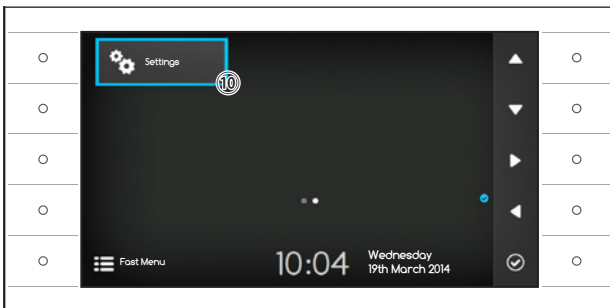 Settings
⑩
Fast Menu
10:04
Wednesday
19th March 2014